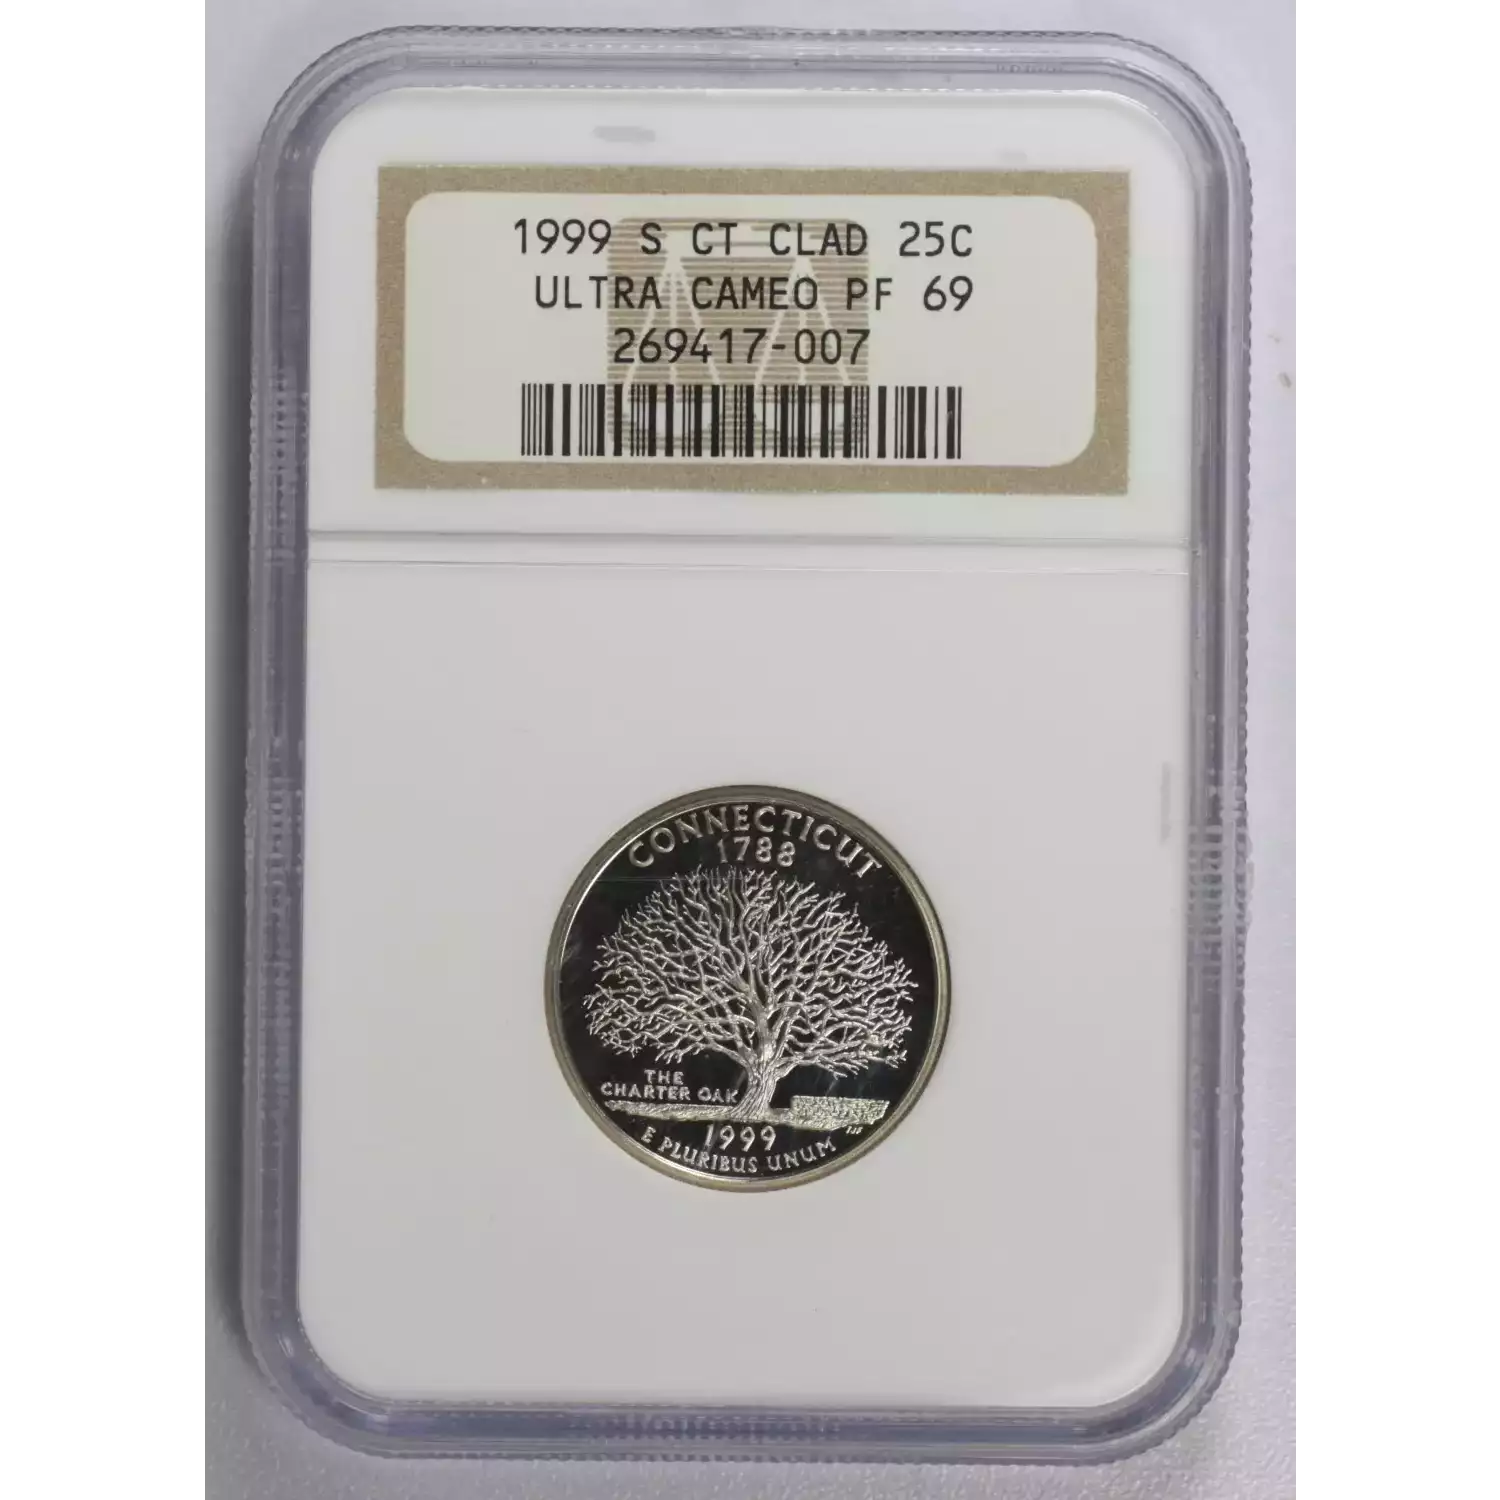 1999 S CT CLAD 25C
ULTRA CAMEO PF 69
269417-007
CONNECTICUT
1788
THE
CHARTER OAK
1999
E PLURIBUS UNUM